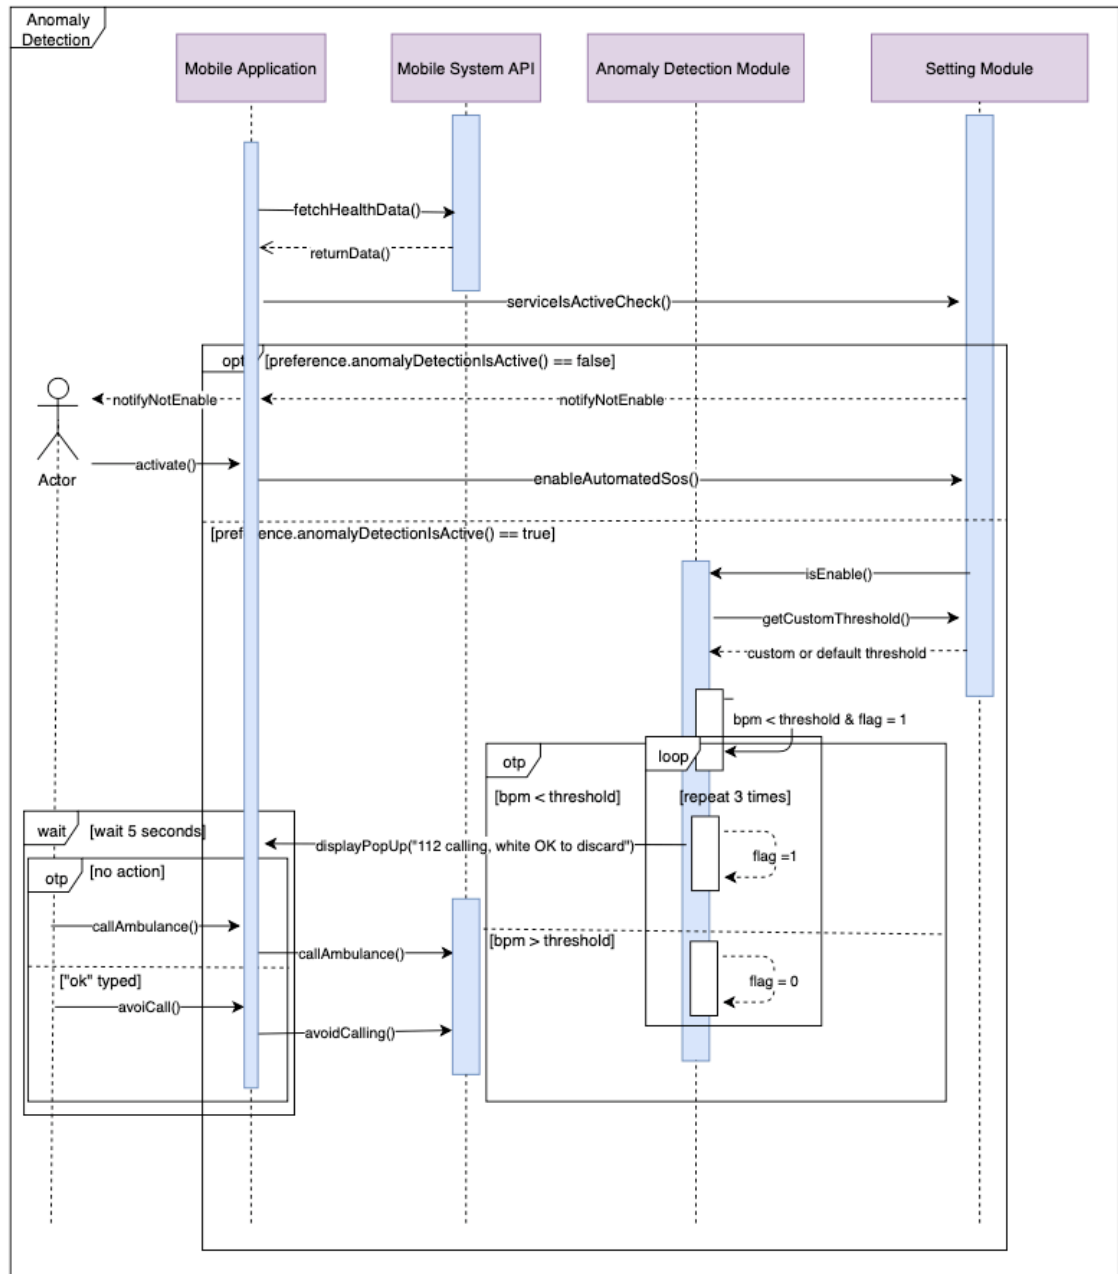 Anomaly
Detection
Mobile Application
Mobile System API
Anomaly Detection Module
Setting Module
fetchHealthData()
returnData()
serviceIsActiveCheck()
opt
[preference.anomalyDetectionIsActive() == false]
notifyNotEnable
notifyNotEnable
Actor
activate()
enableAutomatedSos()
[preference.anomalyDetectionIsActive() == true]
isEnable()
getCustomThreshold()
custom or default threshold
bpm < threshold & flag = 1
otp
loop
[bpm < threshold]
[repeat 3 times]
wait
[wait 5 seconds]
displayPopUp("112 calling, white OK to discard")
flag =1
otp
[no action]
callAmbulance()
[bpm > threshold]
callAmbulance()
["ok" typed]
flag = 0
avoiCall()
avoidCalling()